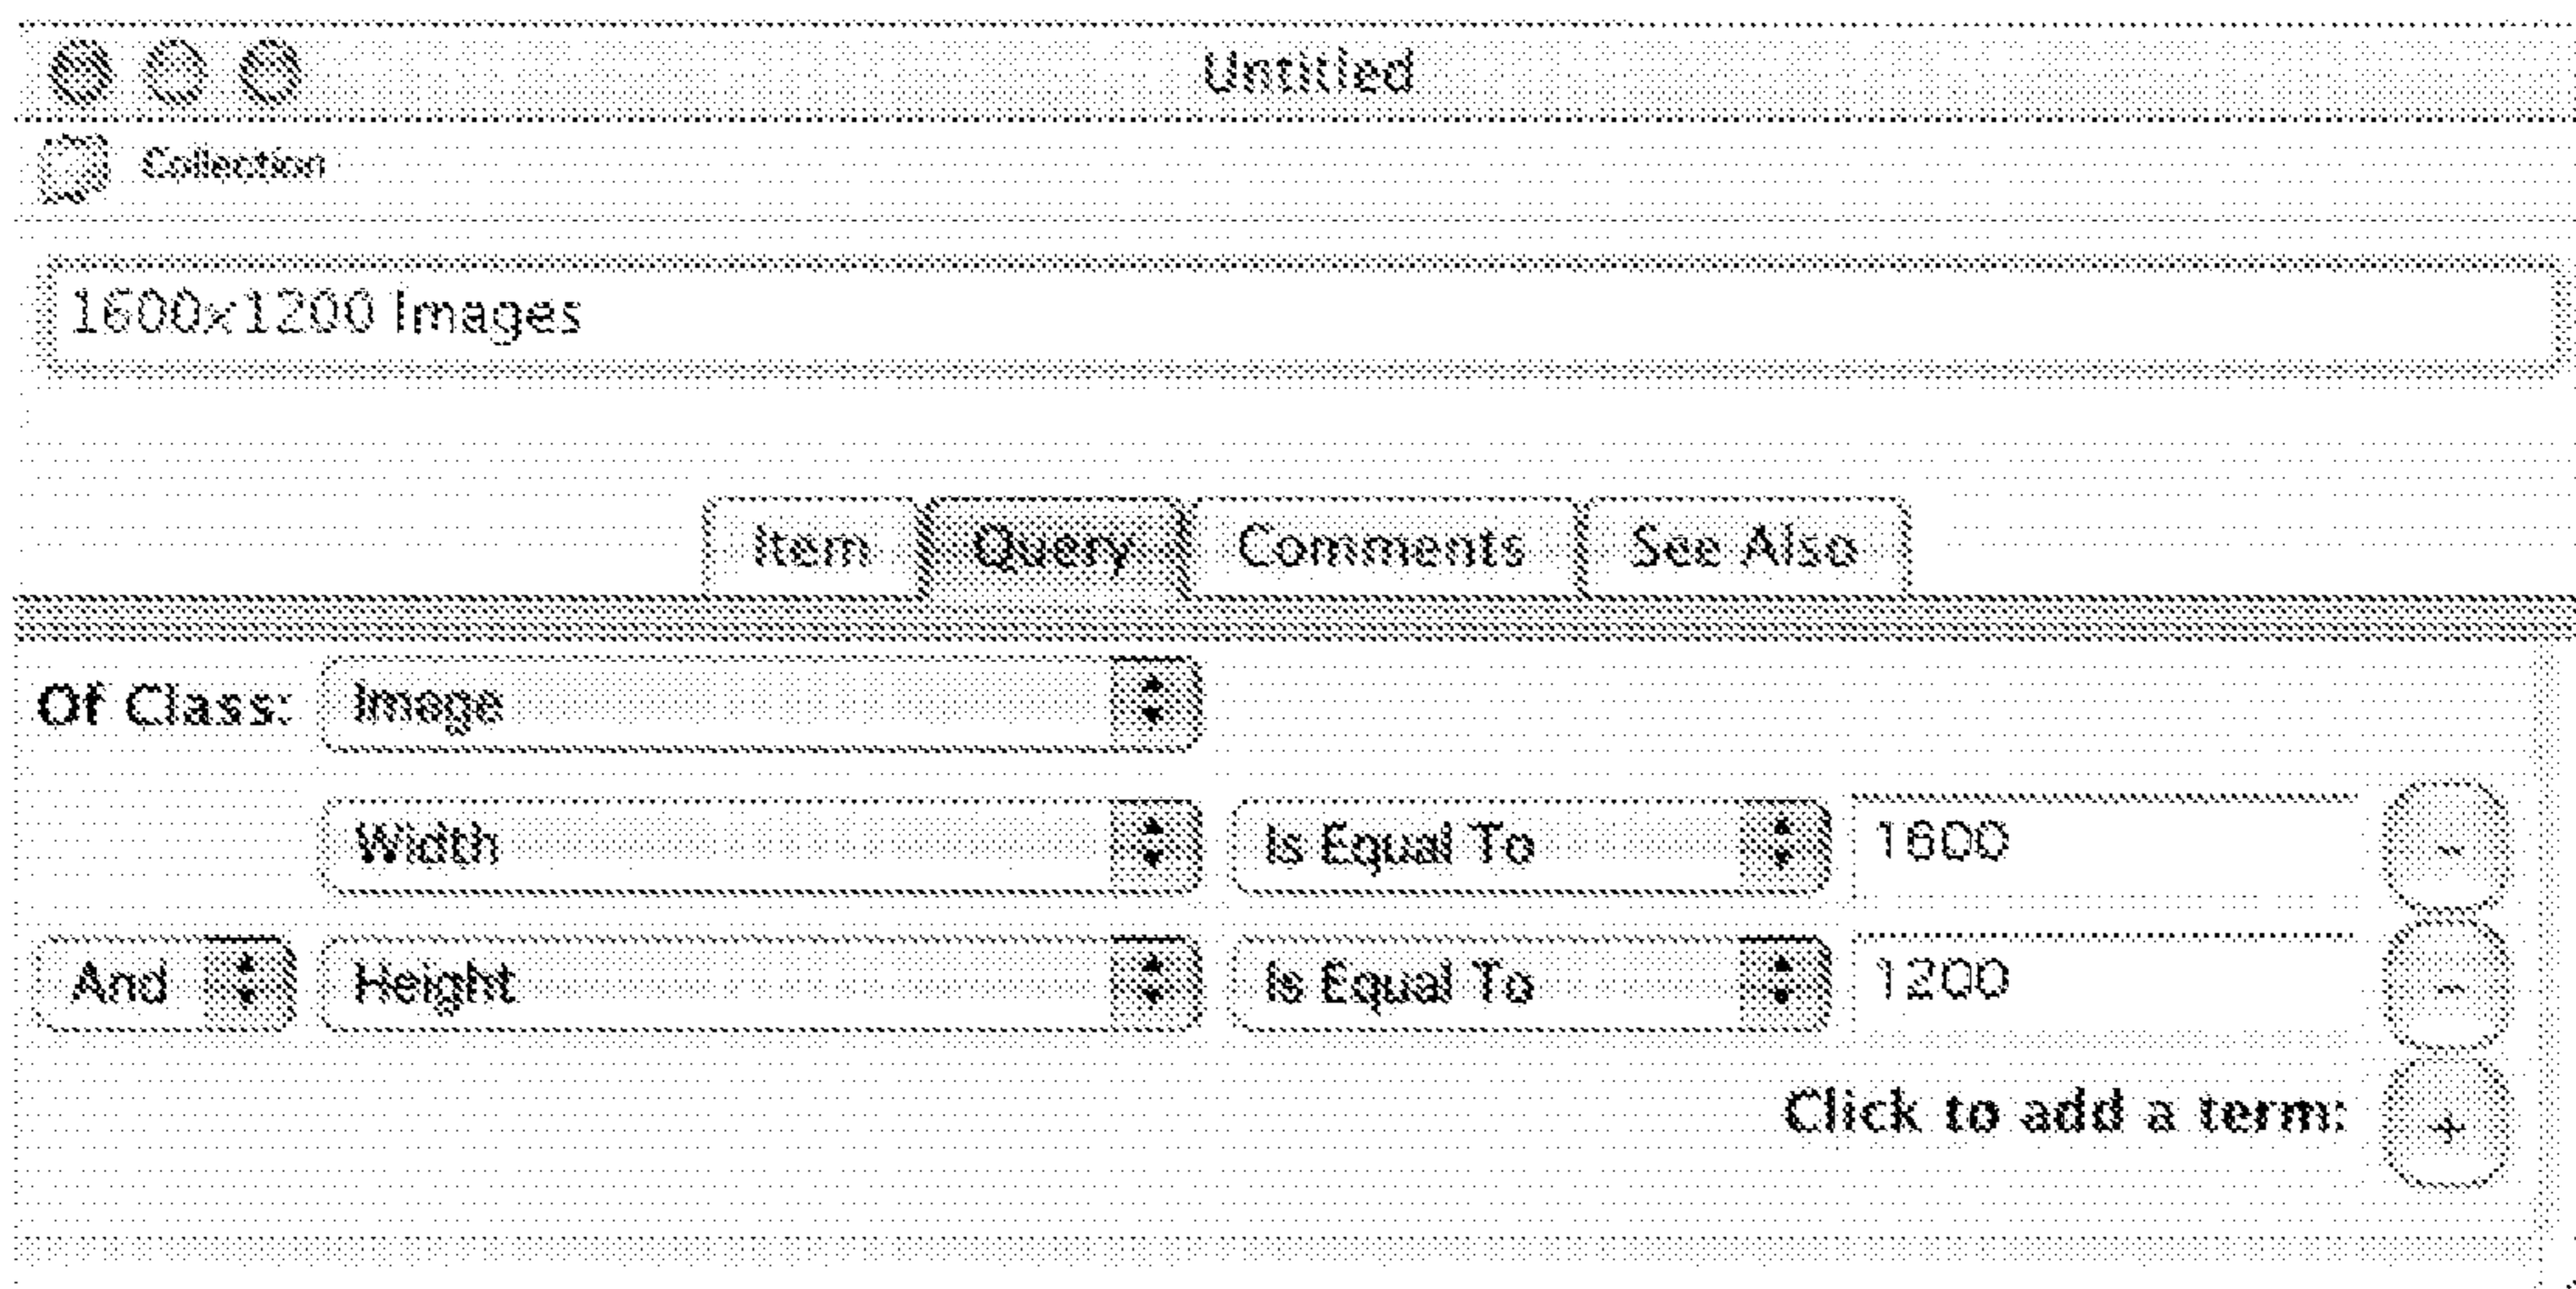 Untitled
Collection
1600x1200 Images
Item Query Comments See Also
Of Class: Image
Width Is Equal To 1600 -
And Height Is Equal To 1200 -
Click to add a term: +